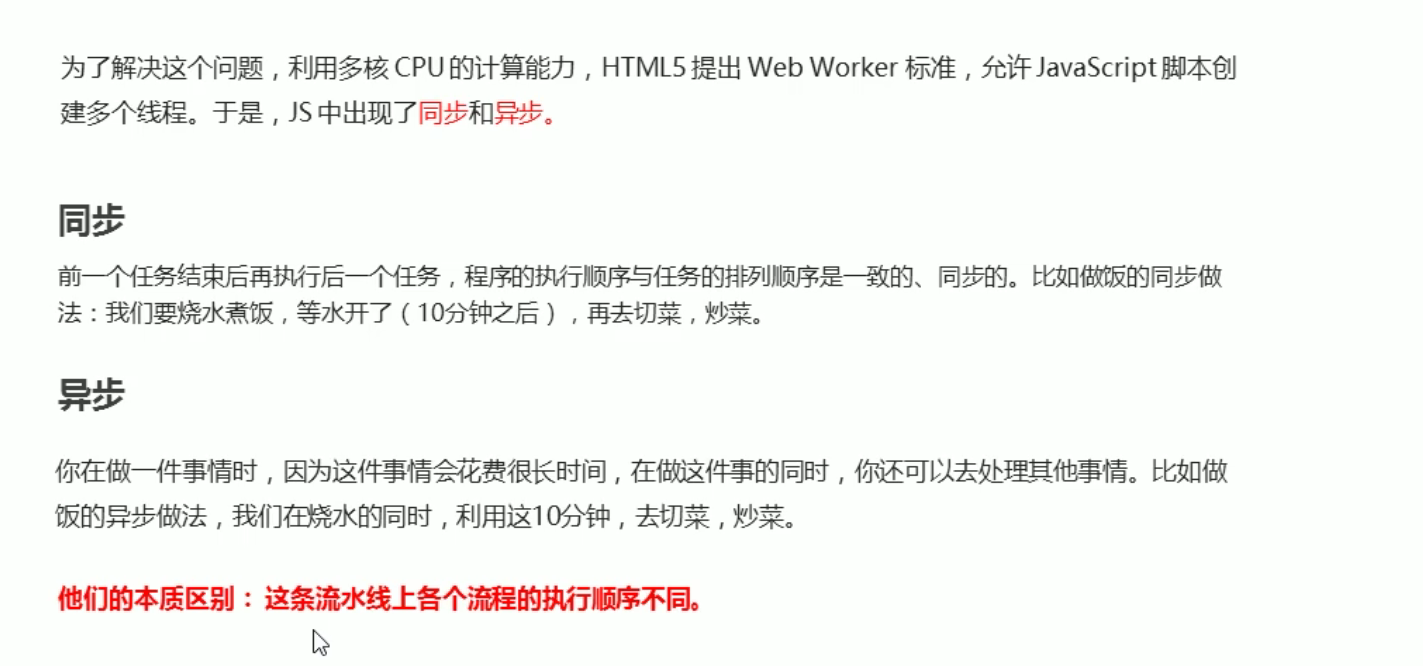 为了解决这个问题，利用多核 CPU 的计算能力，HTML5 提出 Web Worker 标准，允许 JavaScript 脚本创
建多个线程。于是，JS 中出现了同步和异步。
同步
前一个任务结束后再执行后一个任务，程序的执行顺序与任务的排列顺序是一致的、同步的。比如做饭的同步做
法：我们要烧水煮饭，等水开了（10分钟之后），再去切菜，炒菜。
异步
你在做一件事情时，因为这件事情会花费很长时间，在做这件事的同时，你还可以去处理其他事情。比如做
饭的异步做法，我们在烧水的同时，利用这10分钟，去切菜，炒菜。
他们的本质区别： 这条流水线上各个流程的执行顺序不同。